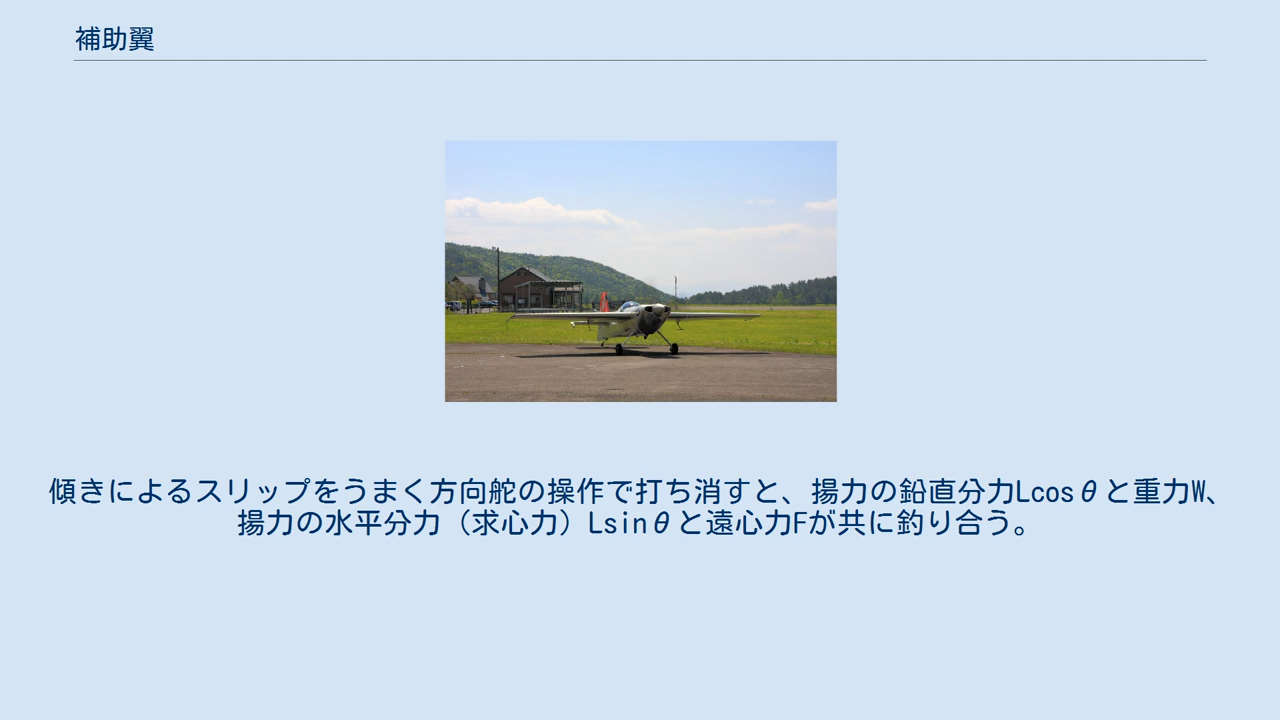 補助翼
傾きによるスリップをうまく方向舵の操作で打ち消すと、揚力の鉛直分力Lcosθと重力W、
揚力の水平分力（求心力）Lsinθと遠心力Fが共に釣り合う。